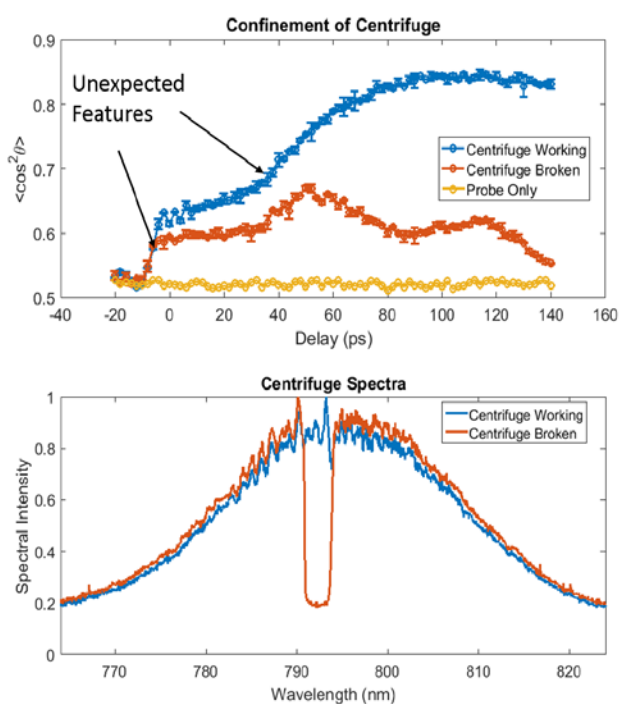 Confinement of Centrifuge
0.9
0.8
0.7
0.6
0.5
<cos²θ>
Unexpected
Features
Centrifuge Working
Centrifuge Broken
Probe Only
-40 -20 0 20 40 60 80 100 120 140 160
Delay (ps)
Centrifuge Spectra
1
0.8
0.6
0.4
0.2
0
Spectral Intensity
Centrifuge Working
Centrifuge Broken
770 780 790 800 810 820
Wavelength (nm)